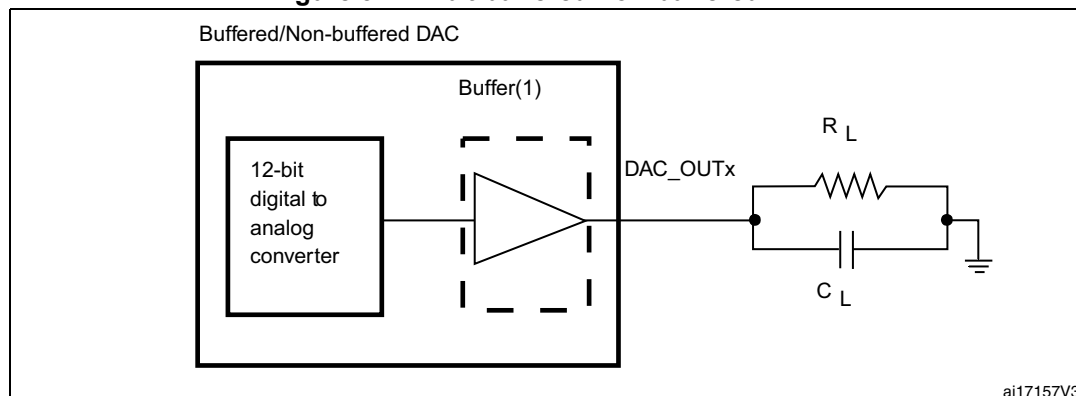 Buffered/Non-buffered DAC
Buffer(1)
12-bit
digital to
analog
converter
DAC_OUTx
R L
C L
ai17157V3